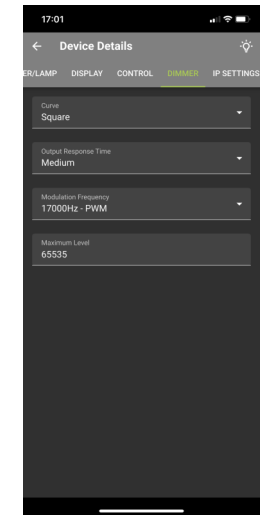 17:01
Device Details
ER/LAMP DISPLAY CONTROL DIMMER IP SETTINGS
Curve
Square
Output Response Time
Medium
Modulation Frequency
17000Hz - PWM
Maximum Level
65535